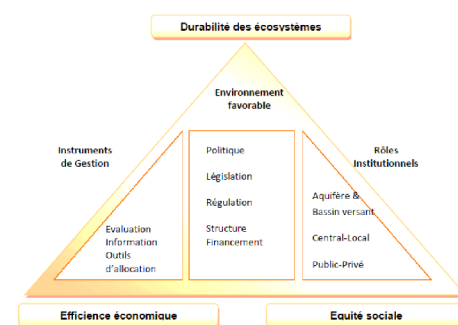 Durabilité des écosystèmes
Environnement
favorable
Instruments
de Gestion
Rôles
Institutionnels
Politique
Législation
Régulation
Structure
Financement
Evaluation
Information
Outils
d'allocation
Aquifère &
Bassin versant
Central-Local
Public-Privé
Efficience économique
Equité sociale